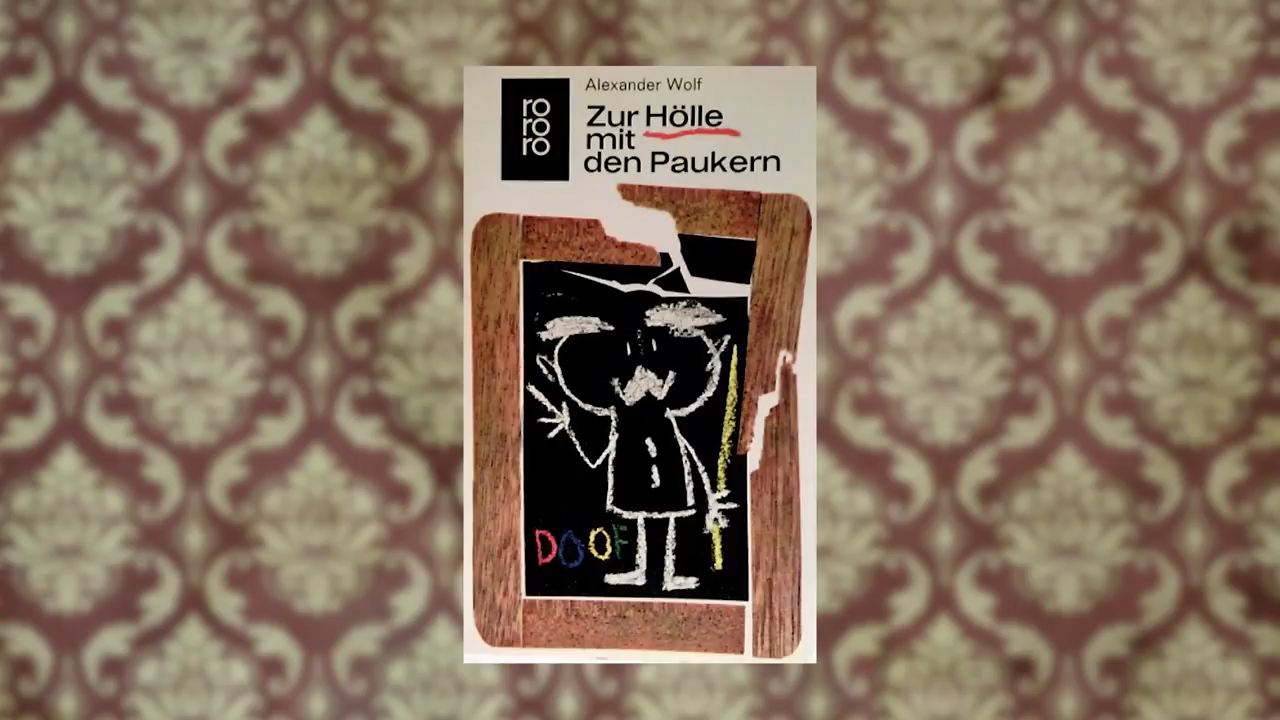 ro
ro
ro
Alexander Wolf
Zur Hölle
mit
den Paukern
DOOF